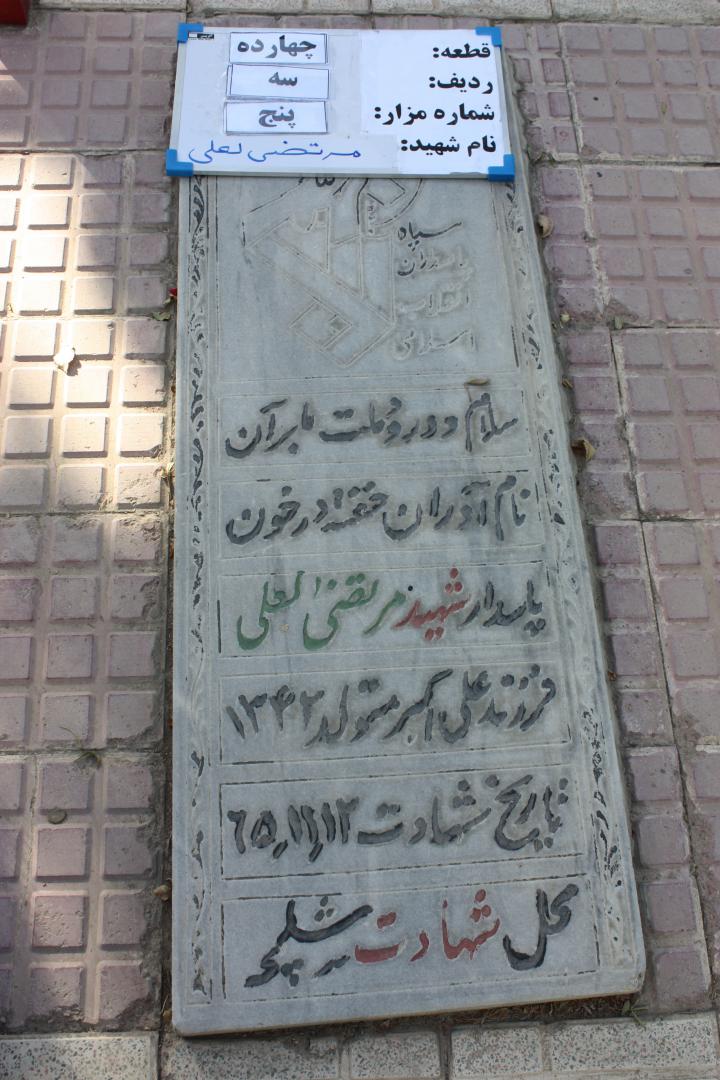 قطعه: چهارده
ردیف: سه
شماره مزار: پنج
نام شهید: مرتضی لعلی
سپاه
پاسداران
انقلاب
اسلامی
سلام و درود ملت ما بر آن
نام آوران خفته در خون
پاسدار شهید مرتضی لعلی
فرزند علی اکبر متولد ۱۳۴۲
تاریخ شهادت ۶۵٫۱۱٫۱۲
محل شهادت شلمچه